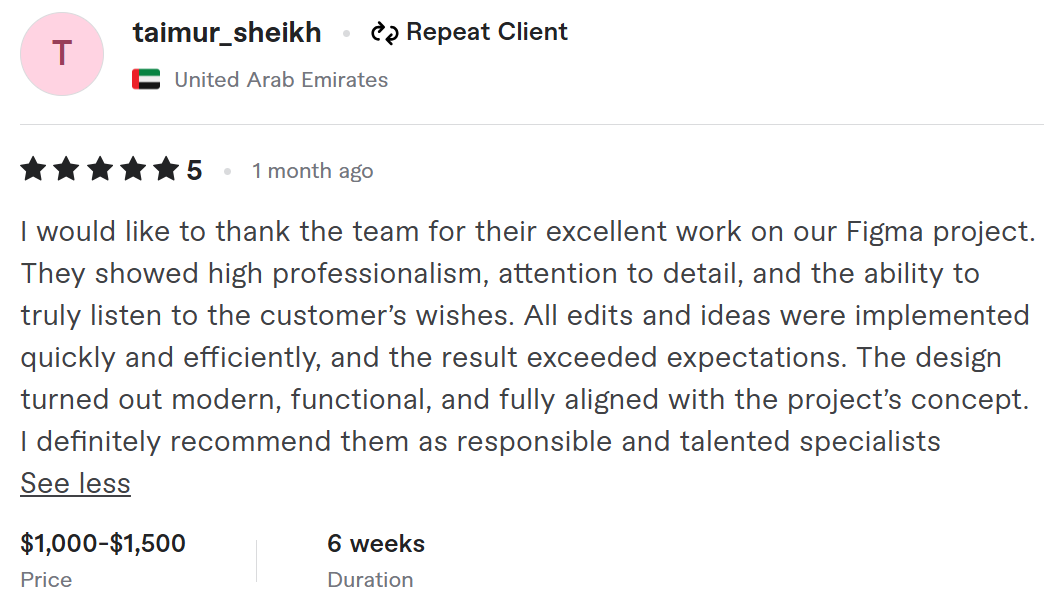 T
taimur_sheikh • Repeat Client
United Arab Emirates
5 • 1 month ago
I would like to thank the team for their excellent work on our Figma project.
They showed high professionalism, attention to detail, and the ability to
truly listen to the customer’s wishes. All edits and ideas were implemented
quickly and efficiently, and the result exceeded expectations. The design
turned out modern, functional, and fully aligned with the project’s concept.
I definitely recommend them as responsible and talented specialists
See less
$1,000-$1,500 6 weeks
Price Duration